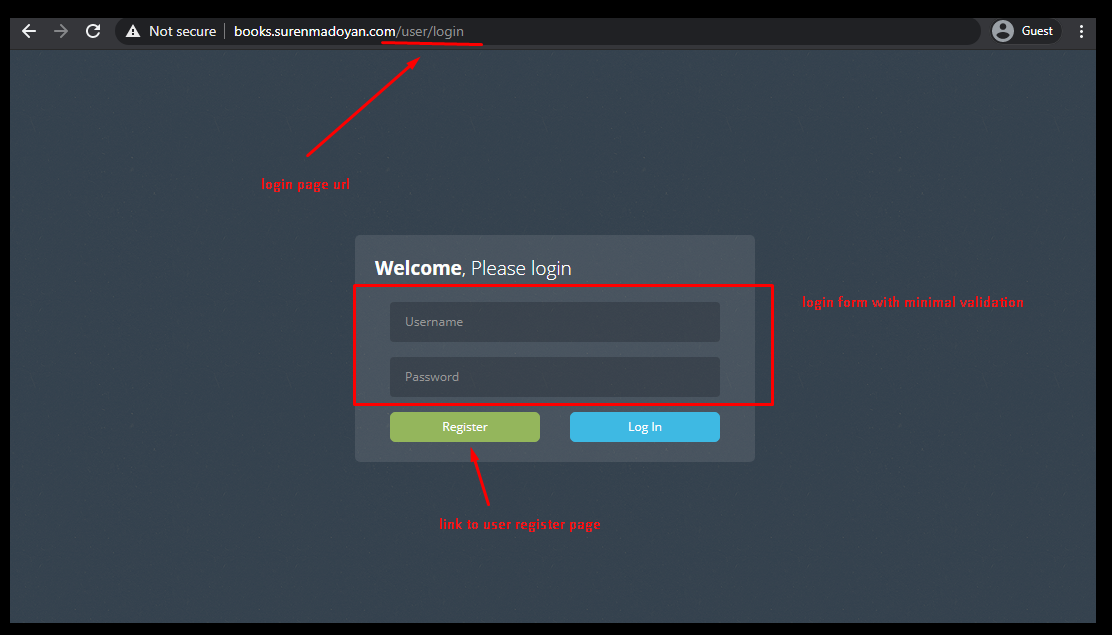 Not secure books.surenmadoyan.com/user/login Guest
login page url
Welcome, Please login
login form with minimal validation
Username
Password
Register Log In
link to user register page